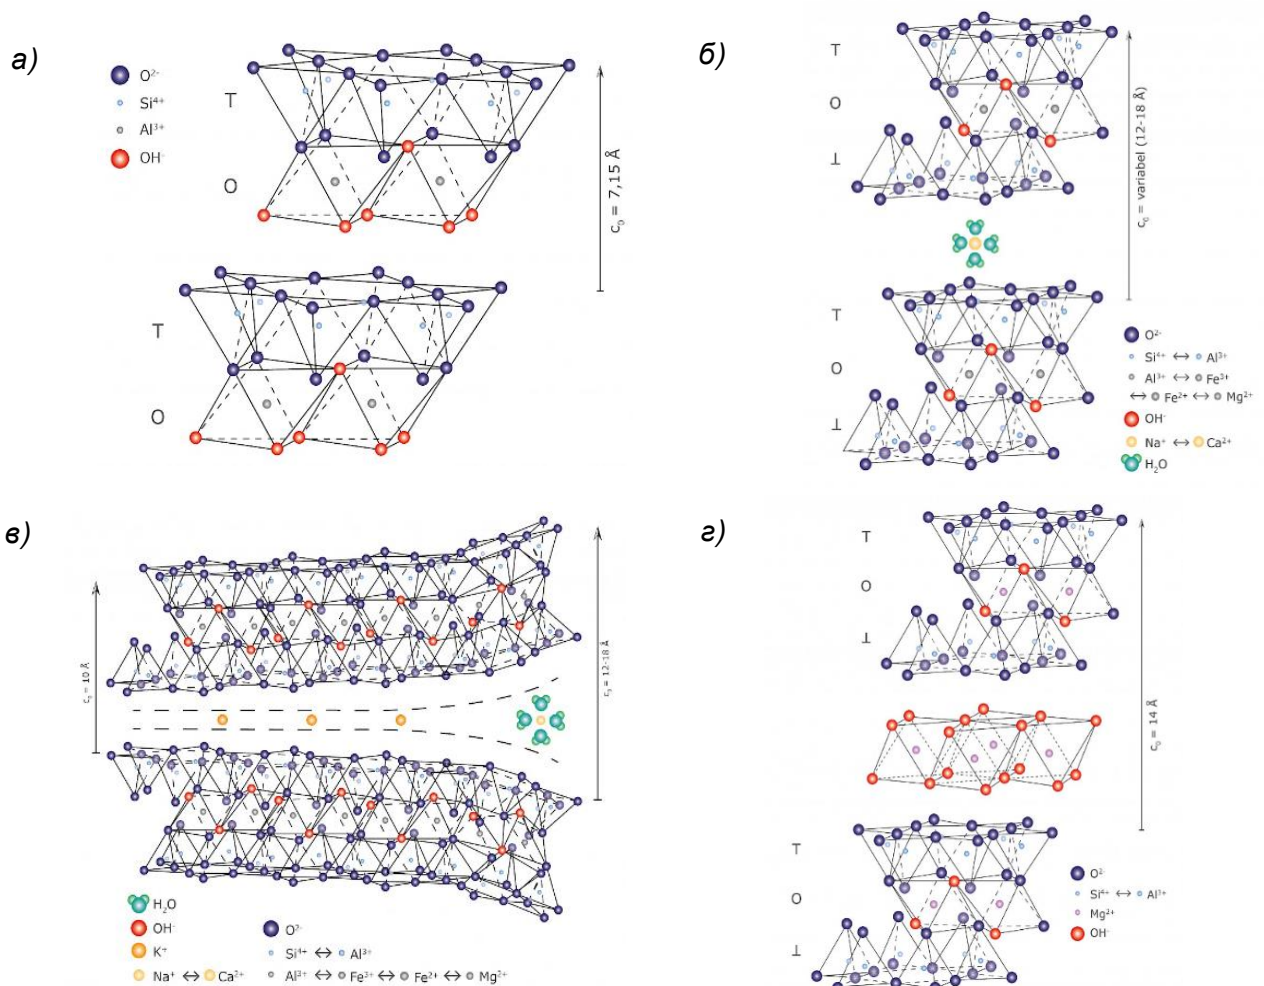 а)
O²⁻
Si⁴⁺
Al³⁺
OH⁻
T
O
T
O
c₀ = 7,15 Å
б)
T
O
T
c₀ = variabel (12-18 Å)
T
O
T
O²⁻
Si⁴⁺ ↔ Al³⁺
Al³⁺ ↔ Fe³⁺
↔ Fe²⁺ ↔ Mg²⁺
OH⁻
Na⁺ ↔ Ca²⁺
H₂O
в)
c₀ = 10 Å
c₀ = 12-18 Å
H₂O
OH⁻
K⁺
Na⁺ ↔ Ca²⁺
O²⁻
Si⁴⁺ ↔ Al³⁺
Al³⁺ ↔ Fe³⁺ ↔ Fe²⁺ ↔ Mg²⁺
г)
T
O
T
c₀ = 14 Å
T
O
T
O²⁻
Si⁴⁺ ↔ Al³⁺
Mg²⁺
OH⁻